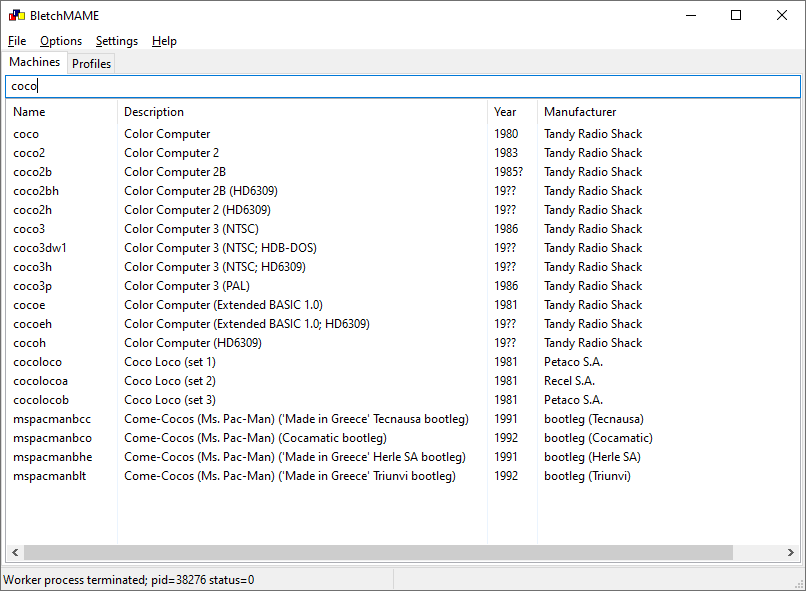 BletchMAME
File Options Settings Help
Machines Profiles
coco
Name Description Year Manufacturer
coco Color Computer 1980 Tandy Radio Shack
coco2 Color Computer 2 1983 Tandy Radio Shack
coco2b Color Computer 2B 1985? Tandy Radio Shack
coco2bh Color Computer 2B (HD6309) 19?? Tandy Radio Shack
coco2h Color Computer 2 (HD6309) 19?? Tandy Radio Shack
coco3 Color Computer 3 (NTSC) 1986 Tandy Radio Shack
coco3dw1 Color Computer 3 (NTSC; HDB-DOS) 19?? Tandy Radio Shack
coco3h Color Computer 3 (NTSC; HD6309) 19?? Tandy Radio Shack
coco3p Color Computer 3 (PAL) 1986 Tandy Radio Shack
cocoe Color Computer (Extended BASIC 1.0) 1981 Tandy Radio Shack
cocoeh Color Computer (Extended BASIC 1.0; HD6309) 19?? Tandy Radio Shack
cocoh Color Computer (HD6309) 19?? Tandy Radio Shack
cocoloco Coco Loco (set 1) 1981 Petaco S.A.
cocolocoa Coco Loco (set 2) 1981 Recel S.A.
cocolocob Coco Loco (set 3) 1981 Petaco S.A.
mspacmanbcc Come-Cocos (Ms. Pac-Man) ('Made in Greece' Tecnausa bootleg) 1991 bootleg (Tecnausa)
mspacmanbco Come-Cocos (Ms. Pac-Man) (Cocamatic bootleg) 1992 bootleg (Cocamatic)
mspacmanbhe Come-Cocos (Ms. Pac-Man) ('Made in Greece' Herle SA bootleg) 1991 bootleg (Herle SA)
mspacmanblt Come-Cocos (Ms. Pac-Man) ('Made in Greece' Triunvi bootleg) 1992 bootleg (Triunvi)
Worker process terminated; pid=38276 status=0